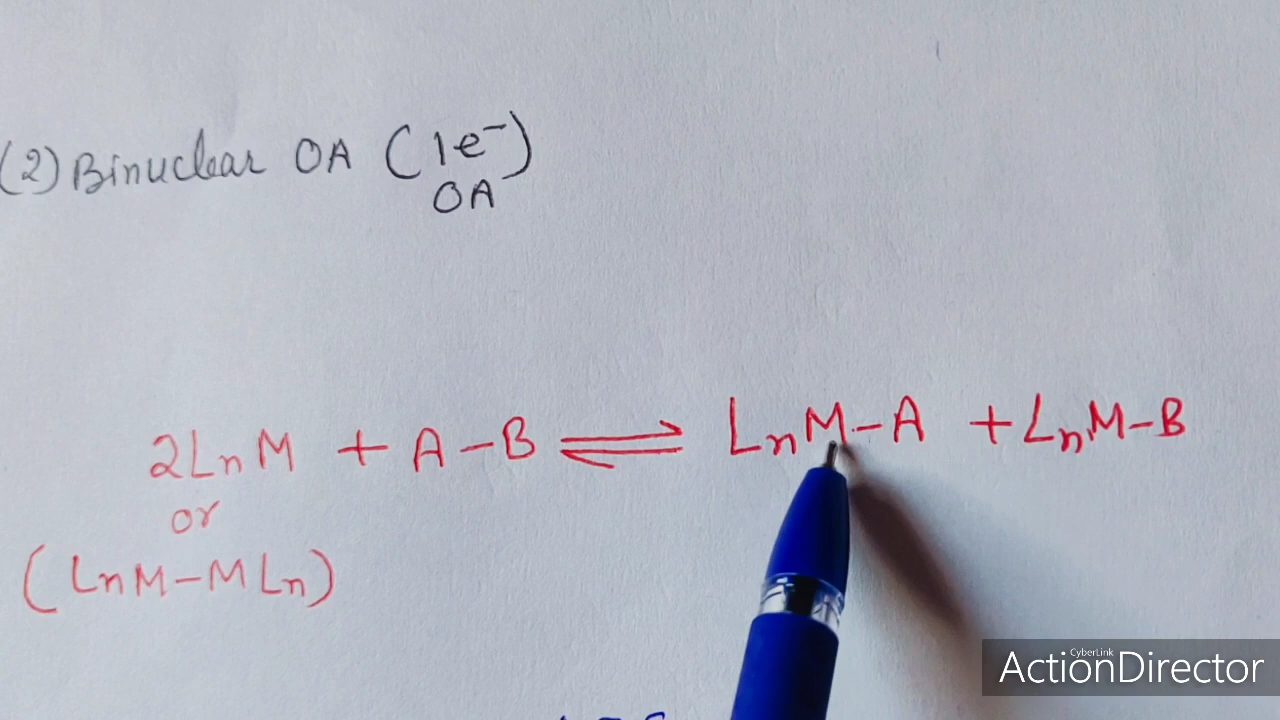 (2) Binuclear OA (1e⁻)
OA
2LnM + A-B ⇌ LnM-A + LnM-B
or
(LnM-MLn)
CyberLink
ActionDirector